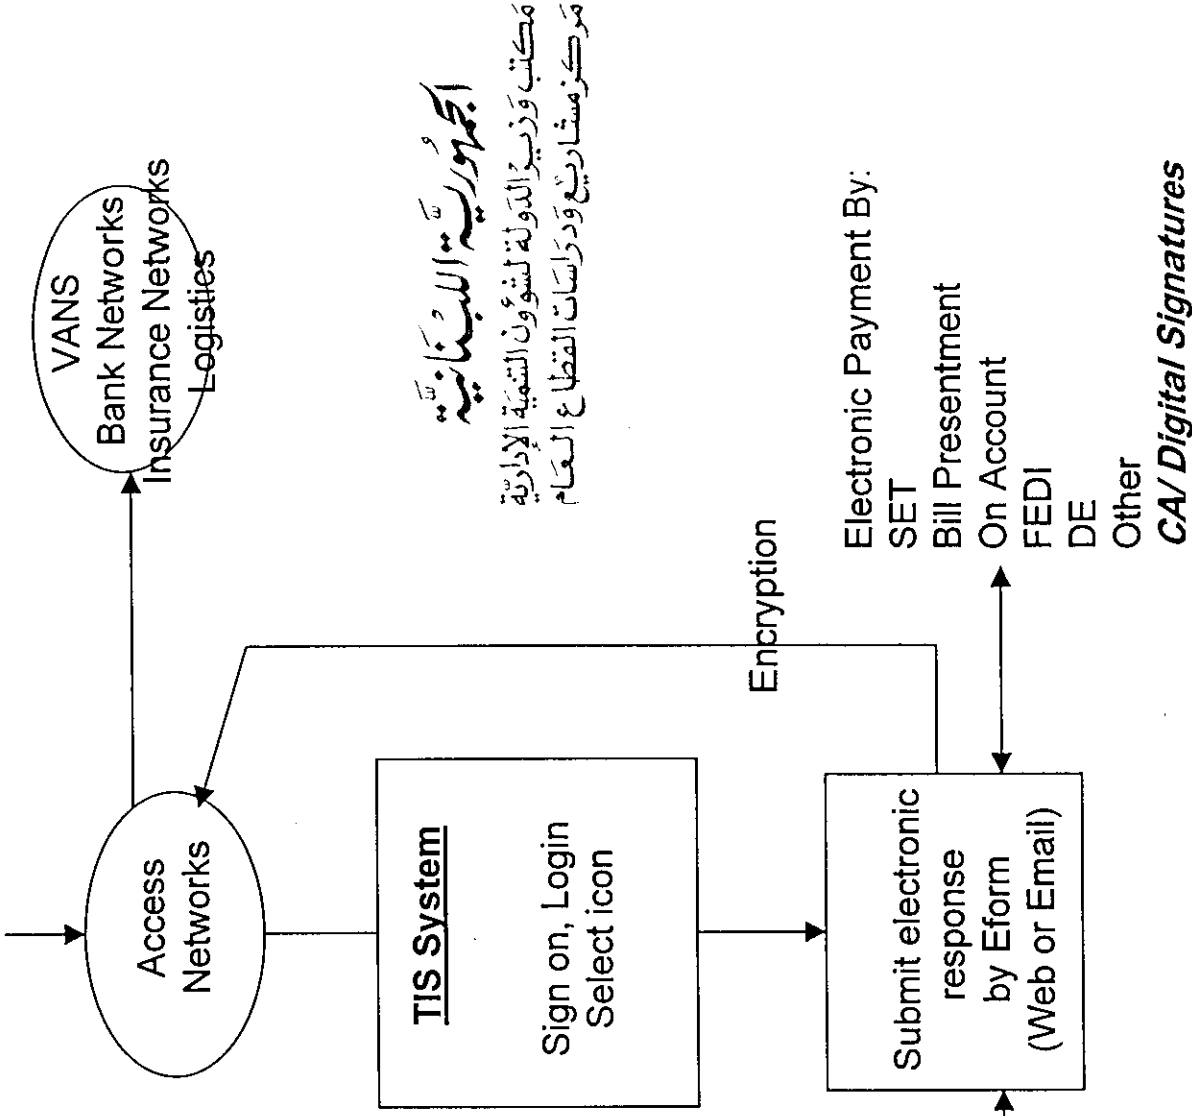 VANS
Bank Networks
Insurance Networks
Logistics
Access
Networks
الجمهورية اللبنانية
مكتب وزير الدولة لشؤون التنمية الإدارية
مركز مشاريع ودراسات القطاع العام
TIS System
Sign on, Login
Select icon
Encryption
Submit electronic
response
by Eform
(Web or Email)
Electronic Payment By:
SET
Bill Presentment
On Account
FEDI
DE
Other
CA/ Digital Signatures